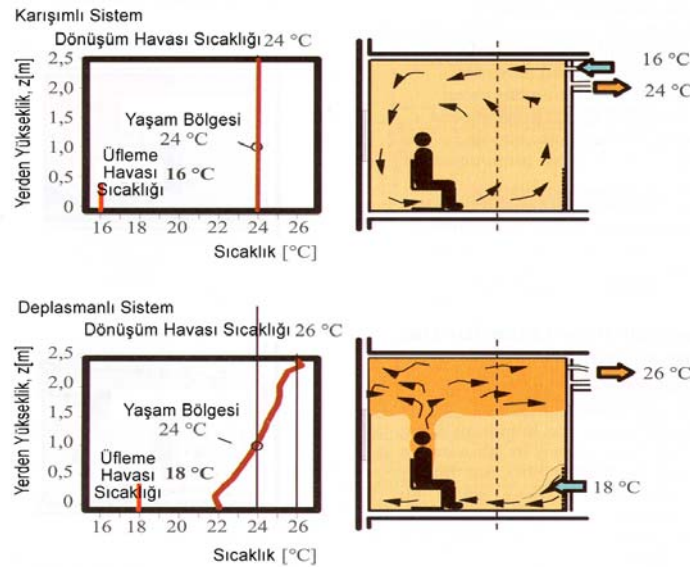 Karışımlı Sistem
Dönüşüm Havası Sıcaklığı 24 °C
Yerden Yükseklik, z[m]
2,5
2,0
1,5
1,0
0,5
0
Yaşam Bölgesi
24 °C
Üfleme
Havası 16 °C
Sıcaklığı
16 18 20 22 24 26
Sıcaklık [°C]
16 °C
24 °C
Deplasmanlı Sistem
Dönüşüm Havası Sıcaklığı 26 °C
Yerden Yükseklik, z[m]
2,5
2,0
1,5
1,0
0,5
0
Yaşam Bölgesi
24 °C
Üfleme
Havası 18 °C
Sıcaklığı
16 18 20 22 24 26
Sıcaklık [°C]
26 °C
18 °C